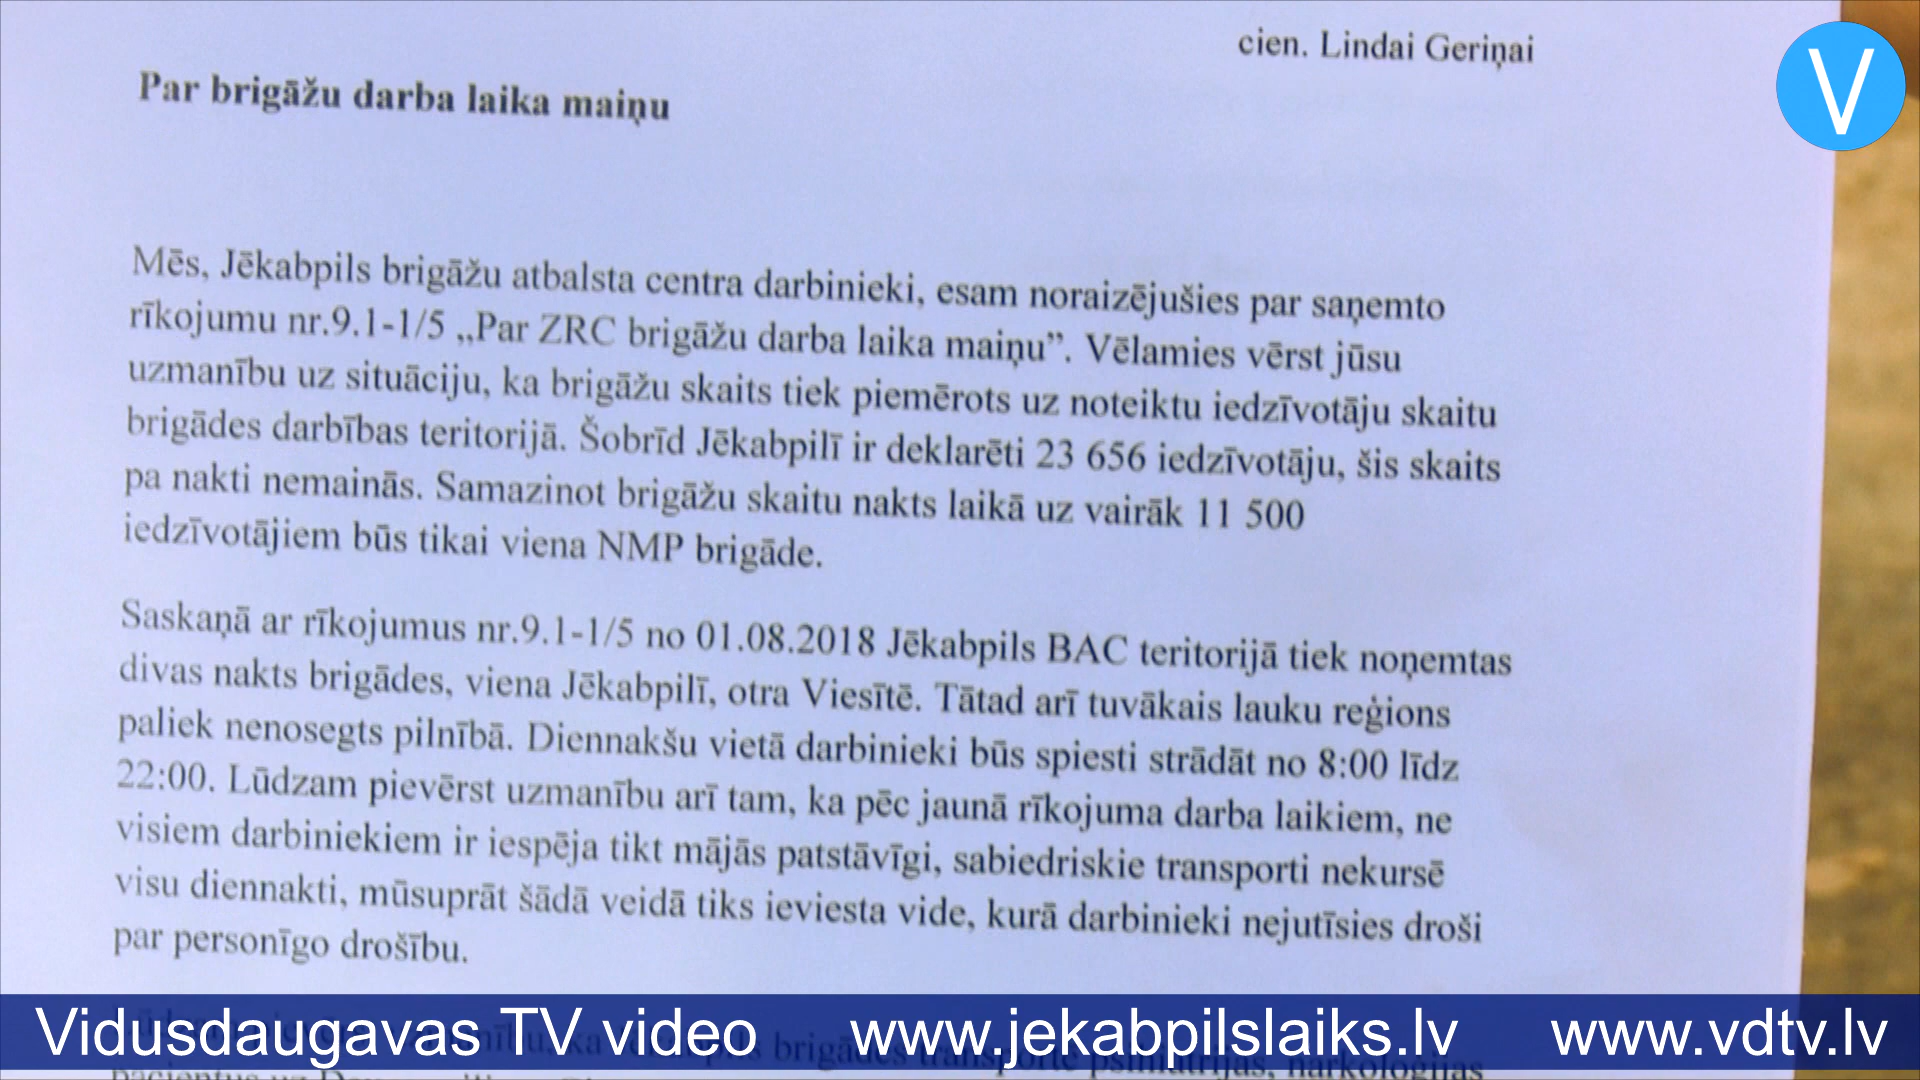 cien. Lindai Geriņai
V
Par brigāžu darba laika maiņu
Mēs, Jēkabpils brigāžu atbalsta centra darbinieki, esam noraizējušies par saņemto
rīkojumu nr.9.1-1/5 ,,Par ZRC brigāžu darba laika maiņu”. Vēlamies vērst jūsu
uzmanību uz situāciju, ka brigāžu skaits tiek piemērots uz noteiktu iedzīvotāju skaitu
brigādes darbības teritorijā. Šobrīd Jēkabpilī ir deklarēti 23 656 iedzīvotāju, šis skaits
pa nakti nemainās. Samazinot brigāžu skaitu nakts laikā uz vairāk 11 500
iedzīvotājiem būs tikai viena NMP brigāde.
Saskaņā ar rīkojumus nr.9.1-1/5 no 01.08.2018 Jēkabpils BAC teritorijā tiek noņemtas
divas nakts brigādes, viena Jēkabpilī, otra Viesītē. Tātad arī tuvākais lauku reģions
paliek nenosegts pilnībā. Diennakšu vietā darbinieki būs spiesti strādāt no 8:00 līdz
22:00. Lūdzam pievērst uzmanību arī tam, ka pēc jaunā rīkojuma darba laikiem, ne
visiem darbiniekiem ir iespēja tikt mājās patstāvīgi, sabiedriskie transporti nekursē
visu diennakti, mūsuprāt šādā veidā tiks ieviesta vide, kurā darbinieki nejutīsies droši
par personīgo drošību.
brigādes transportē psihiatrijas, narkoloģijas
Vidusdaugavas TV video www.jekabpilslaiks.lv www.vdtv.lv